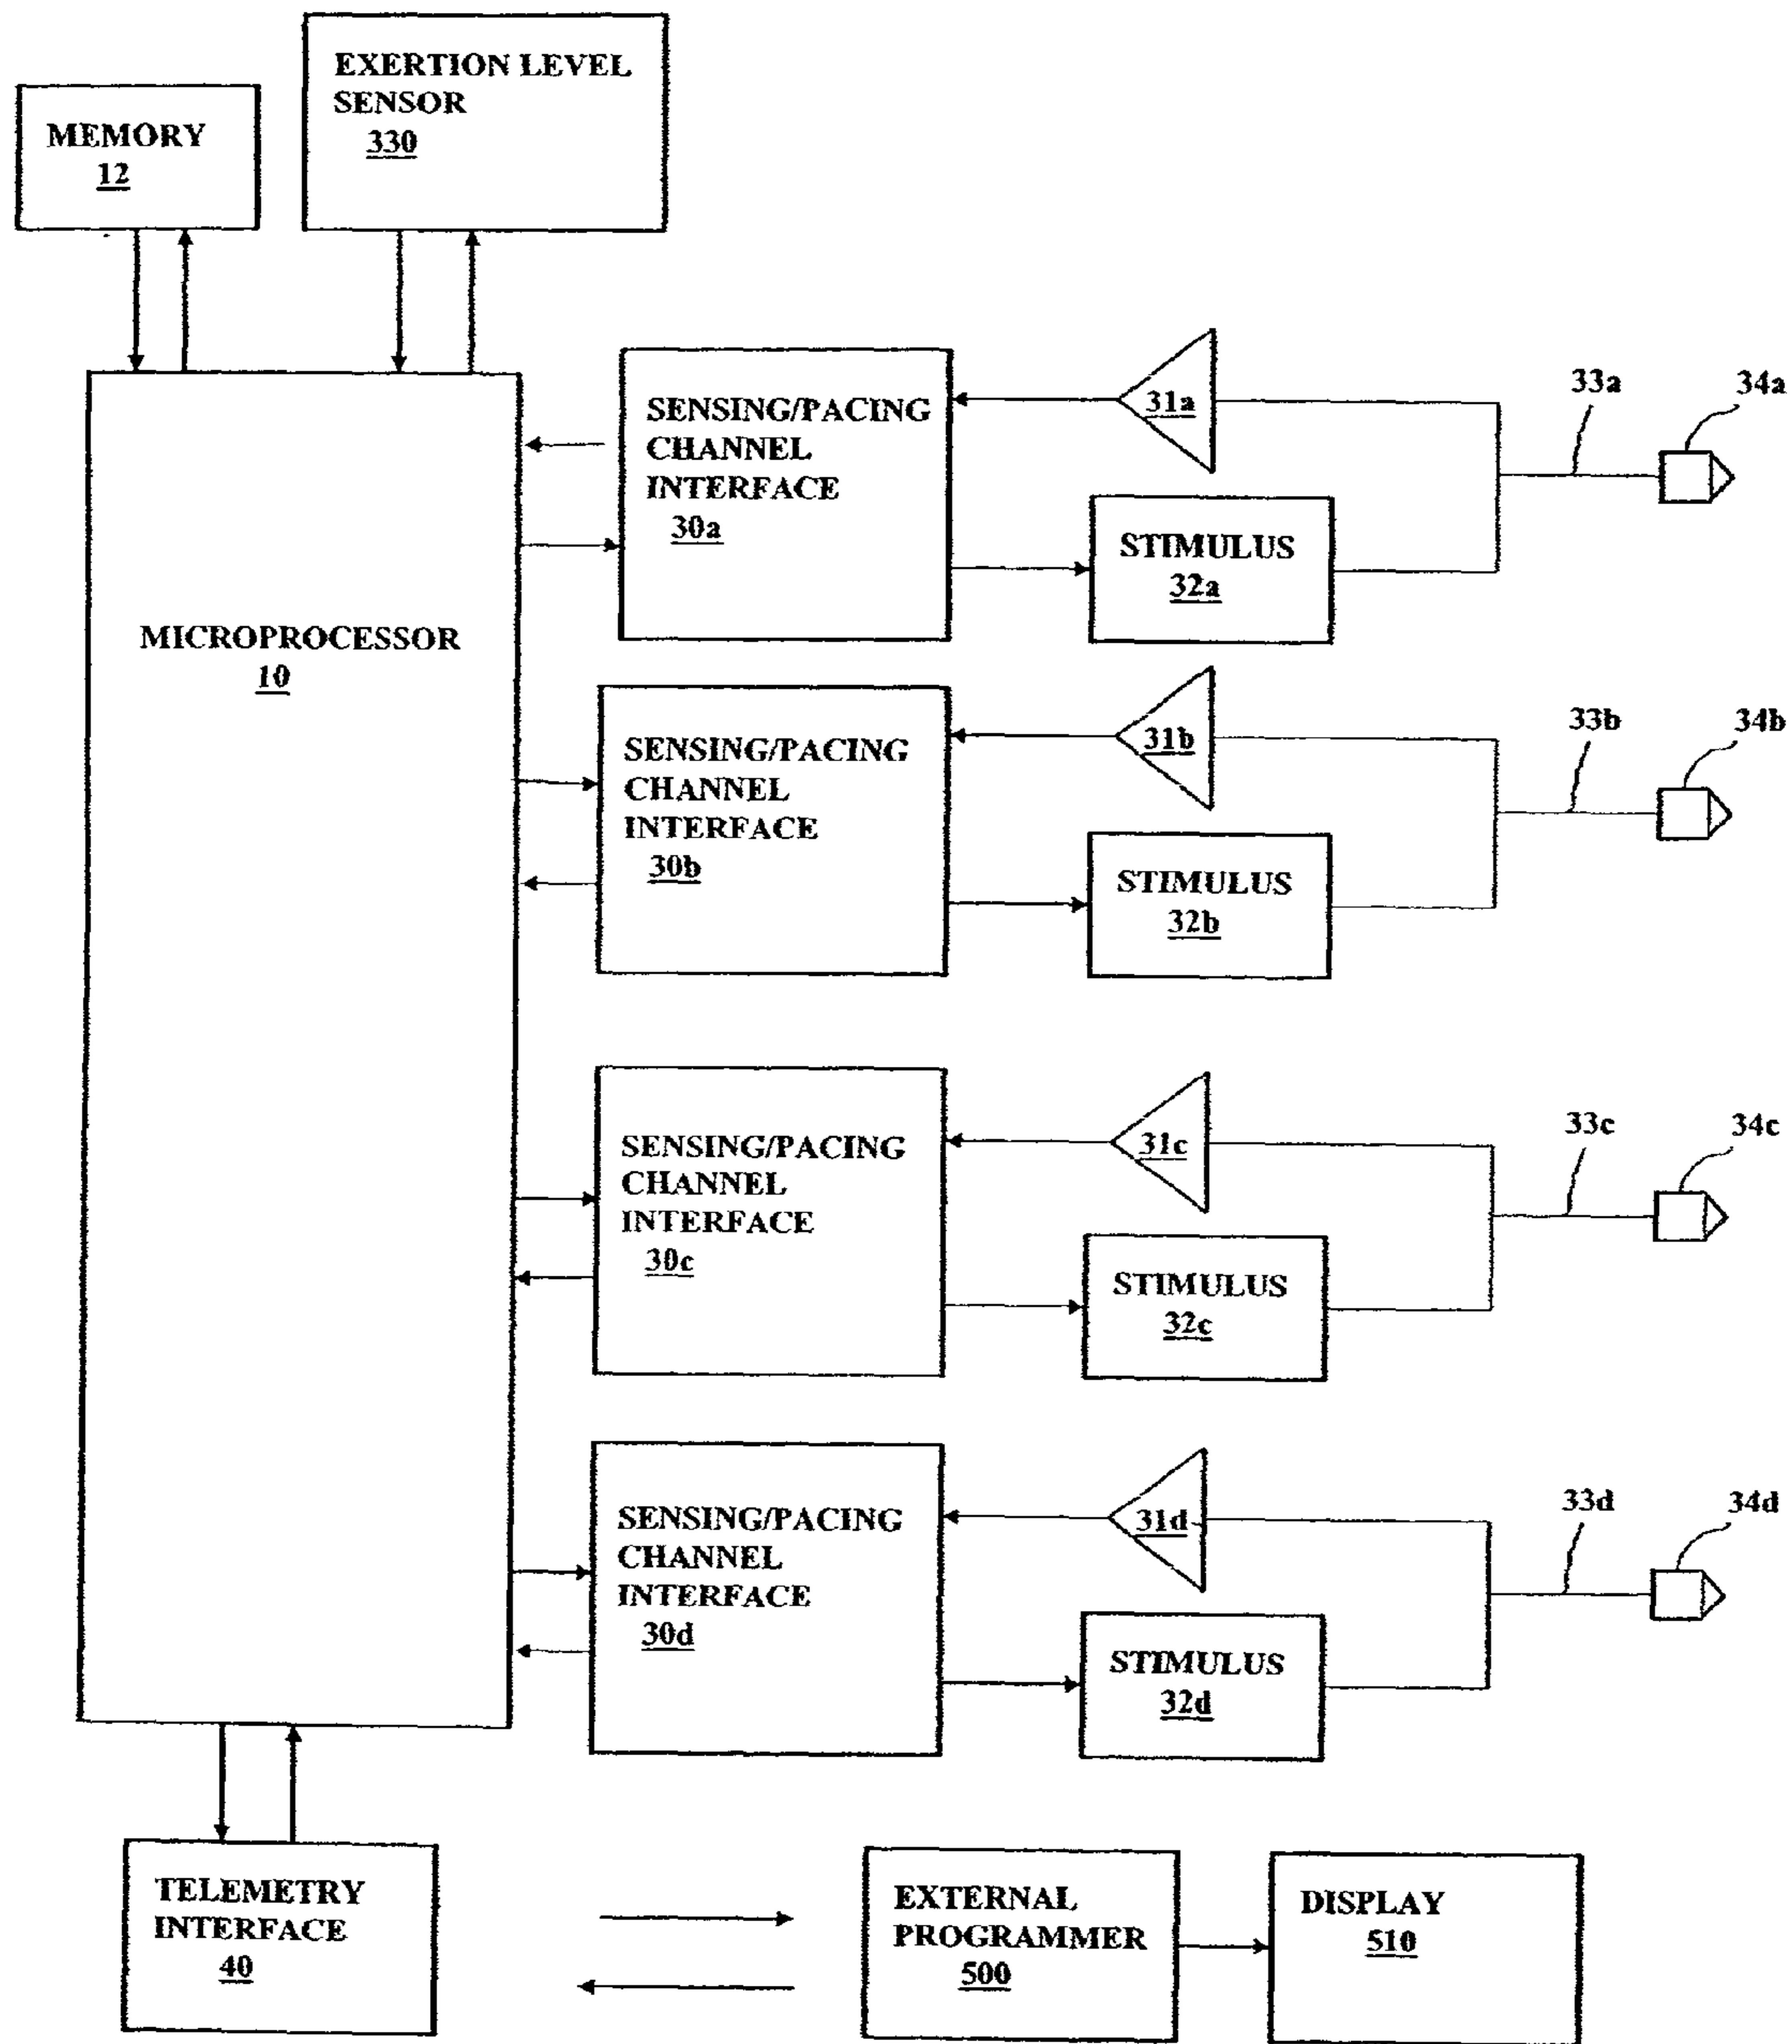 EXERTION LEVEL
SENSOR
330
MEMORY
12
MICROPROCESSOR
10
SENSING/PACING
CHANNEL
INTERFACE
30a
31a
STIMULUS
32a
33a
34a
SENSING/PACING
CHANNEL
INTERFACE
30b
31b
STIMULUS
32b
33b
34b
SENSING/PACING
CHANNEL
INTERFACE
30c
31c
STIMULUS
32c
33c
34c
SENSING/PACING
CHANNEL
INTERFACE
30d
31d
STIMULUS
32d
33d
34d
TELEMETRY
INTERFACE
40
EXTERNAL
PROGRAMMER
500
DISPLAY
510